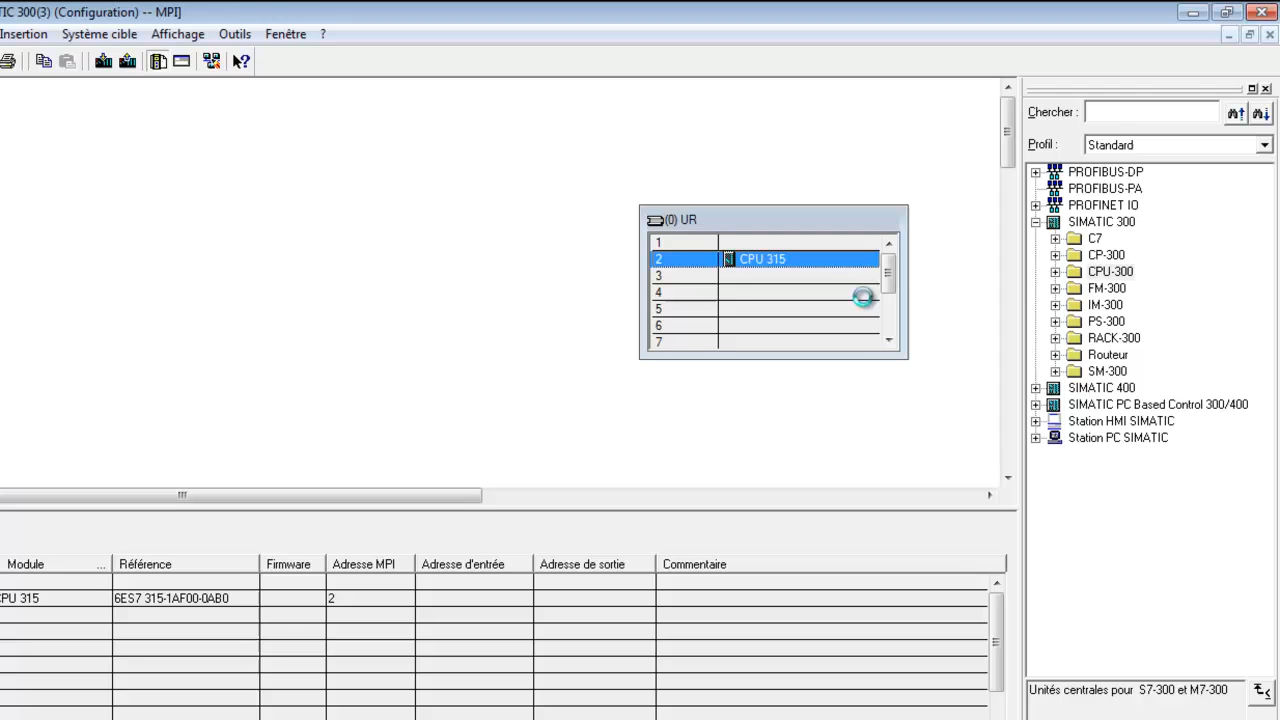 TIC 300(3) (Configuration) -- MPI]
Insertion Système cible Affichage Outils Fenêtre ?
Chercher :
Profil : Standard
PROFIBUS-DP
PROFIBUS-PA
PROFINET IO
SIMATIC 300
C7
CP-300
CPU-300
FM-300
IM-300
PS-300
RACK-300
Routeur
SM-300
SIMATIC 400
SIMATIC PC Based Control 300/400
Station HMI SIMATIC
Station PC SIMATIC
(0) UR
1
2 CPU 315
3
4
5
6
7
Module ... Référence Firmware Adresse MPI Adresse d'entrée Adresse de sortie Commentaire
CPU 315 6ES7 315-1AF00-0AB0 2
Unités centrales pour S7-300 et M7-300